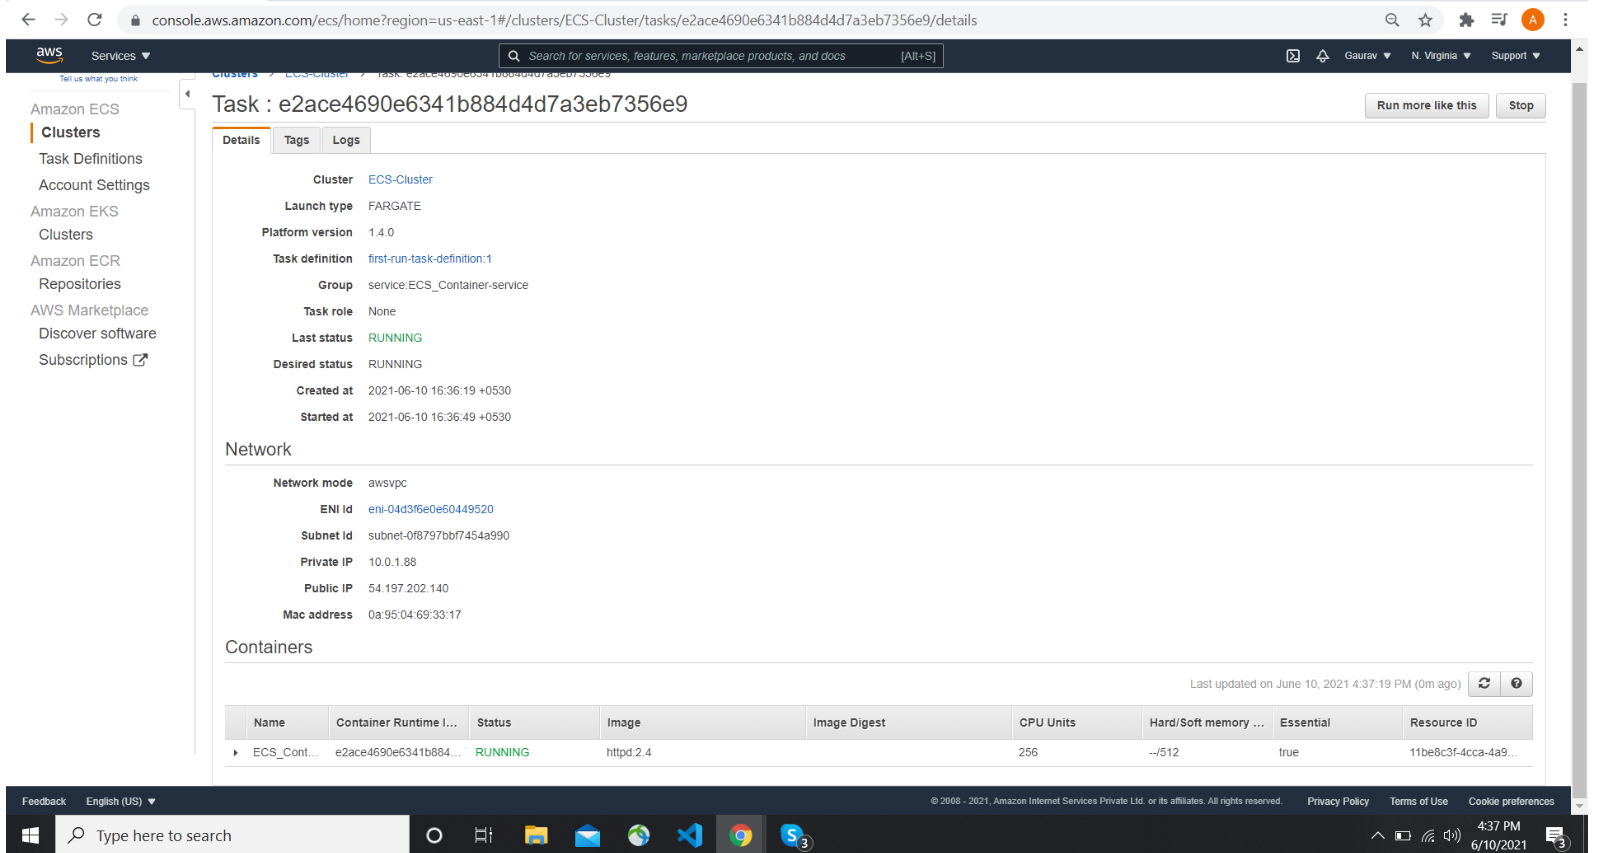 console.aws.amazon.com/ecs/home?region=us-east-1#/clusters/ECS-Cluster/tasks/e2ace4690e6341b884d4d7a3eb7356e9/details
A
aws Services Search for services, features, marketplace products, and docs [Alt+S] Gaurav N. Virginia Support
Tell us what you think
Clusters > ECS-Cluster > Task: e2ace4690e6341b884d4d7a3eb7356e9
Amazon ECS
Clusters
Task Definitions
Account Settings
Amazon EKS
Clusters
Amazon ECR
Repositories
AWS Marketplace
Discover software
Subscriptions
Task : e2ace4690e6341b884d4d7a3eb7356e9
Run more like this Stop
Details Tags Logs
Cluster ECS-Cluster
Launch type FARGATE
Platform version 1.4.0
Task definition first-run-task-definition:1
Group service:ECS_Container-service
Task role None
Last status RUNNING
Desired status RUNNING
Created at 2021-06-10 16:36:19 +0530
Started at 2021-06-10 16:36:49 +0530
Network
Network mode awsvpc
ENI Id eni-04d3f6e0e60449520
Subnet Id subnet-0f8797bbf7454a990
Private IP 10.0.1.88
Public IP 54.197.202.140
Mac address 0a:95:04:69:33:17
Containers
Last updated on June 10, 2021 4:37:19 PM (0m ago)
Name Container Runtime I... Status Image Image Digest CPU Units Hard/Soft memory ... Essential Resource ID
ECS_Cont... e2ace4690e6341b884... RUNNING httpd:2.4 256 --/512 true 11be8c3f-4cca-4a9...
Feedback English (US) © 2008 - 2021, Amazon Internet Services Private Ltd. or its affiliates. All rights reserved. Privacy Policy Terms of Use Cookie preferences
Type here to search
S 3
4:37 PM
6/10/2021
3